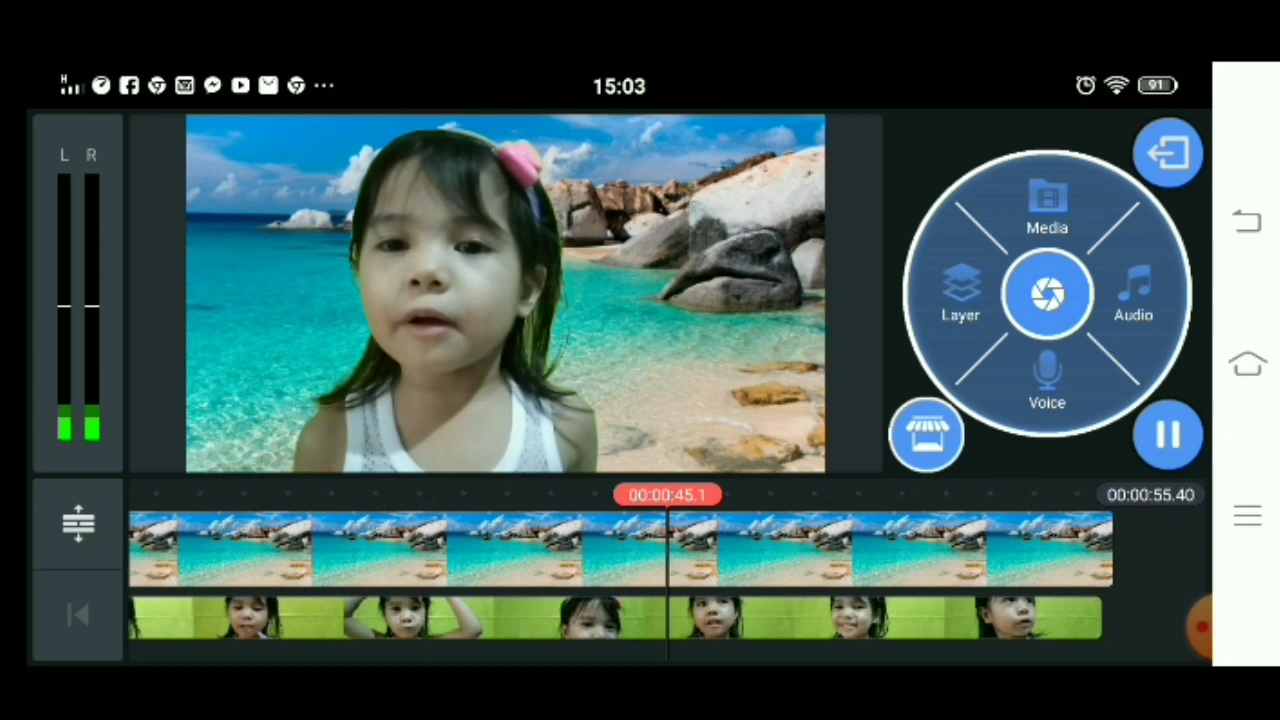 H
15:03
91
L R
Media
Layer
Audio
Voice
00:00:45.1
00:00:55.40